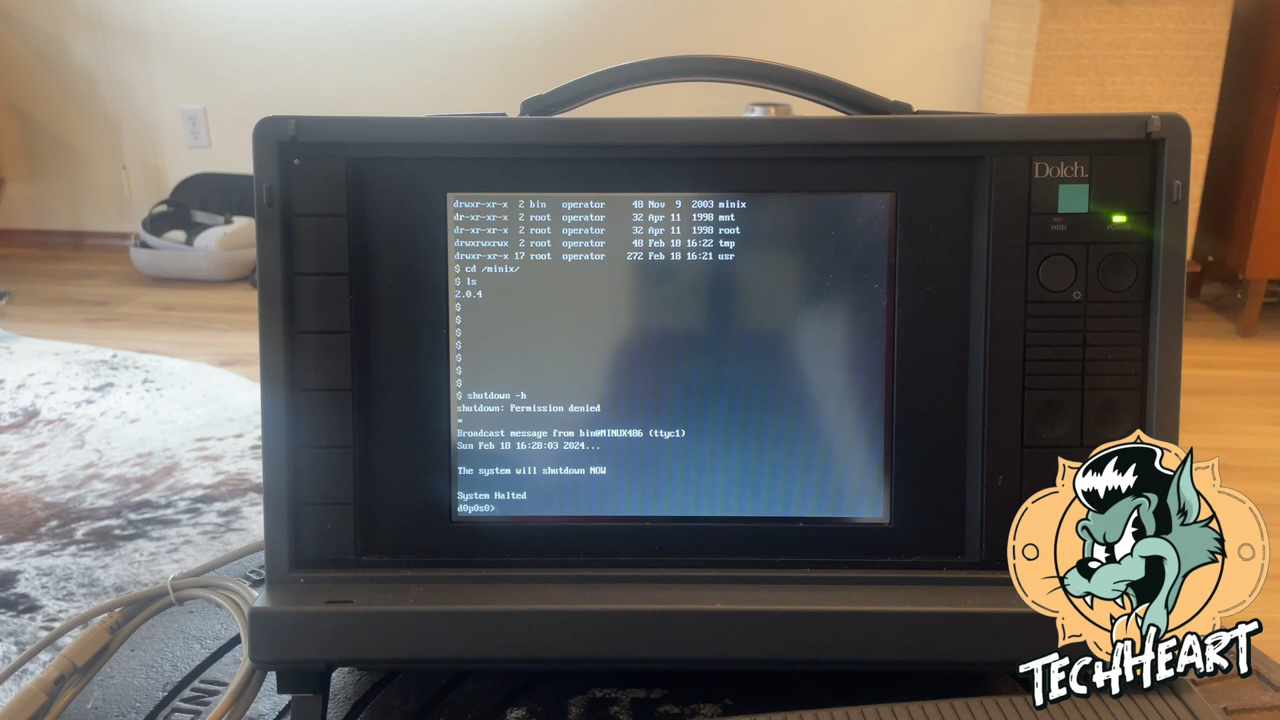 drwxr-xr-x 2 bin operator 48 Nov 9 2003 minix
dr-xr-xr-x 2 root operator 32 Apr 11 1998 mnt
dr-xr-xr-x 2 root operator 32 Apr 11 1998 root
drwxrwxrwx 2 root operator 48 Feb 18 16:22 tmp
drwxr-xr-x 17 root operator 272 Feb 18 16:21 usr
$ cd /minix/
$ ls
2.0.4
$
$
$
$
$
$
$
$ shutdown -h
shutdown: Permission denied
Broadcast message from bin@MINUX486 (ttyc1)
Sun Feb 18 16:28:03 2024...
The system will shutdown NOW
System Halted
d0p0s0>
Dolch.
HDD
POWER
IND
TECHHEART